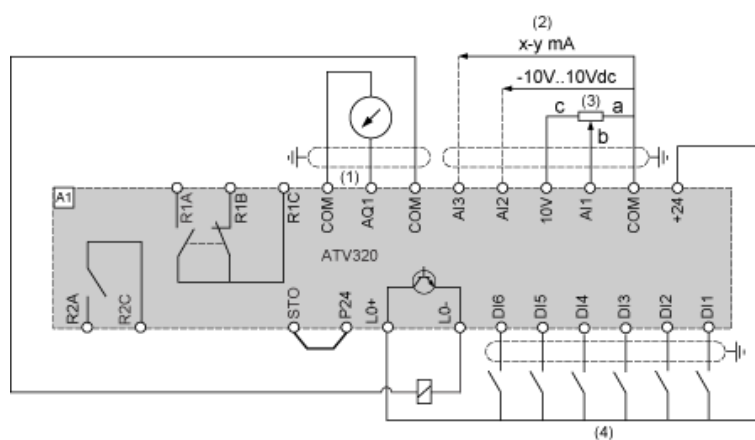 (2)
x-y mA
-10V..10Vdc
c (3) a
b
(1)
A1
R1A R1B R1C COM AQ1 COM AI3 AI2 10V AI1 COM +24
ATV320
R2A R2C STO P24 L0+ L0- DI6 DI5 DI4 DI3 DI2 DI1
(4)